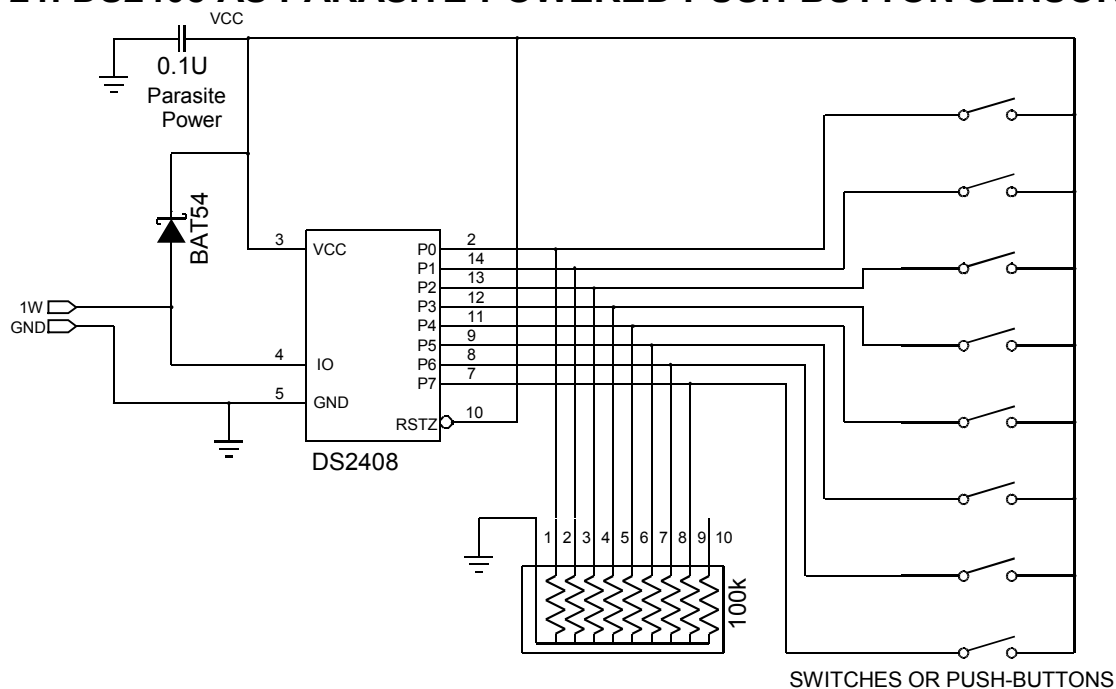 VCC
0.1U
Parasite
Power
BAT54
1W
GND
3
VCC
4
IO
5
GND
P0
2
P1
14
P2
13
P3
12
P4
11
P5
9
P6
8
P7
7
RSTZ
10
DS2408
1 2 3 4 5 6 7 8 9 10
100k
SWITCHES OR PUSH-BUTTONS